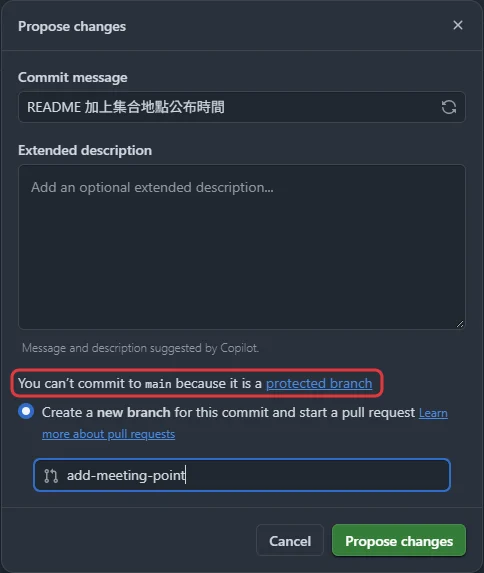 Propose changes
Commit message
README 加上集合地點公布時間
Extended description
Add an optional extended description...
Message and description suggested by Copilot.
You can't commit to main because it is a protected branch
Create a new branch for this commit and start a pull request Learn
more about pull requests
add-meeting-point
Cancel
Propose changes